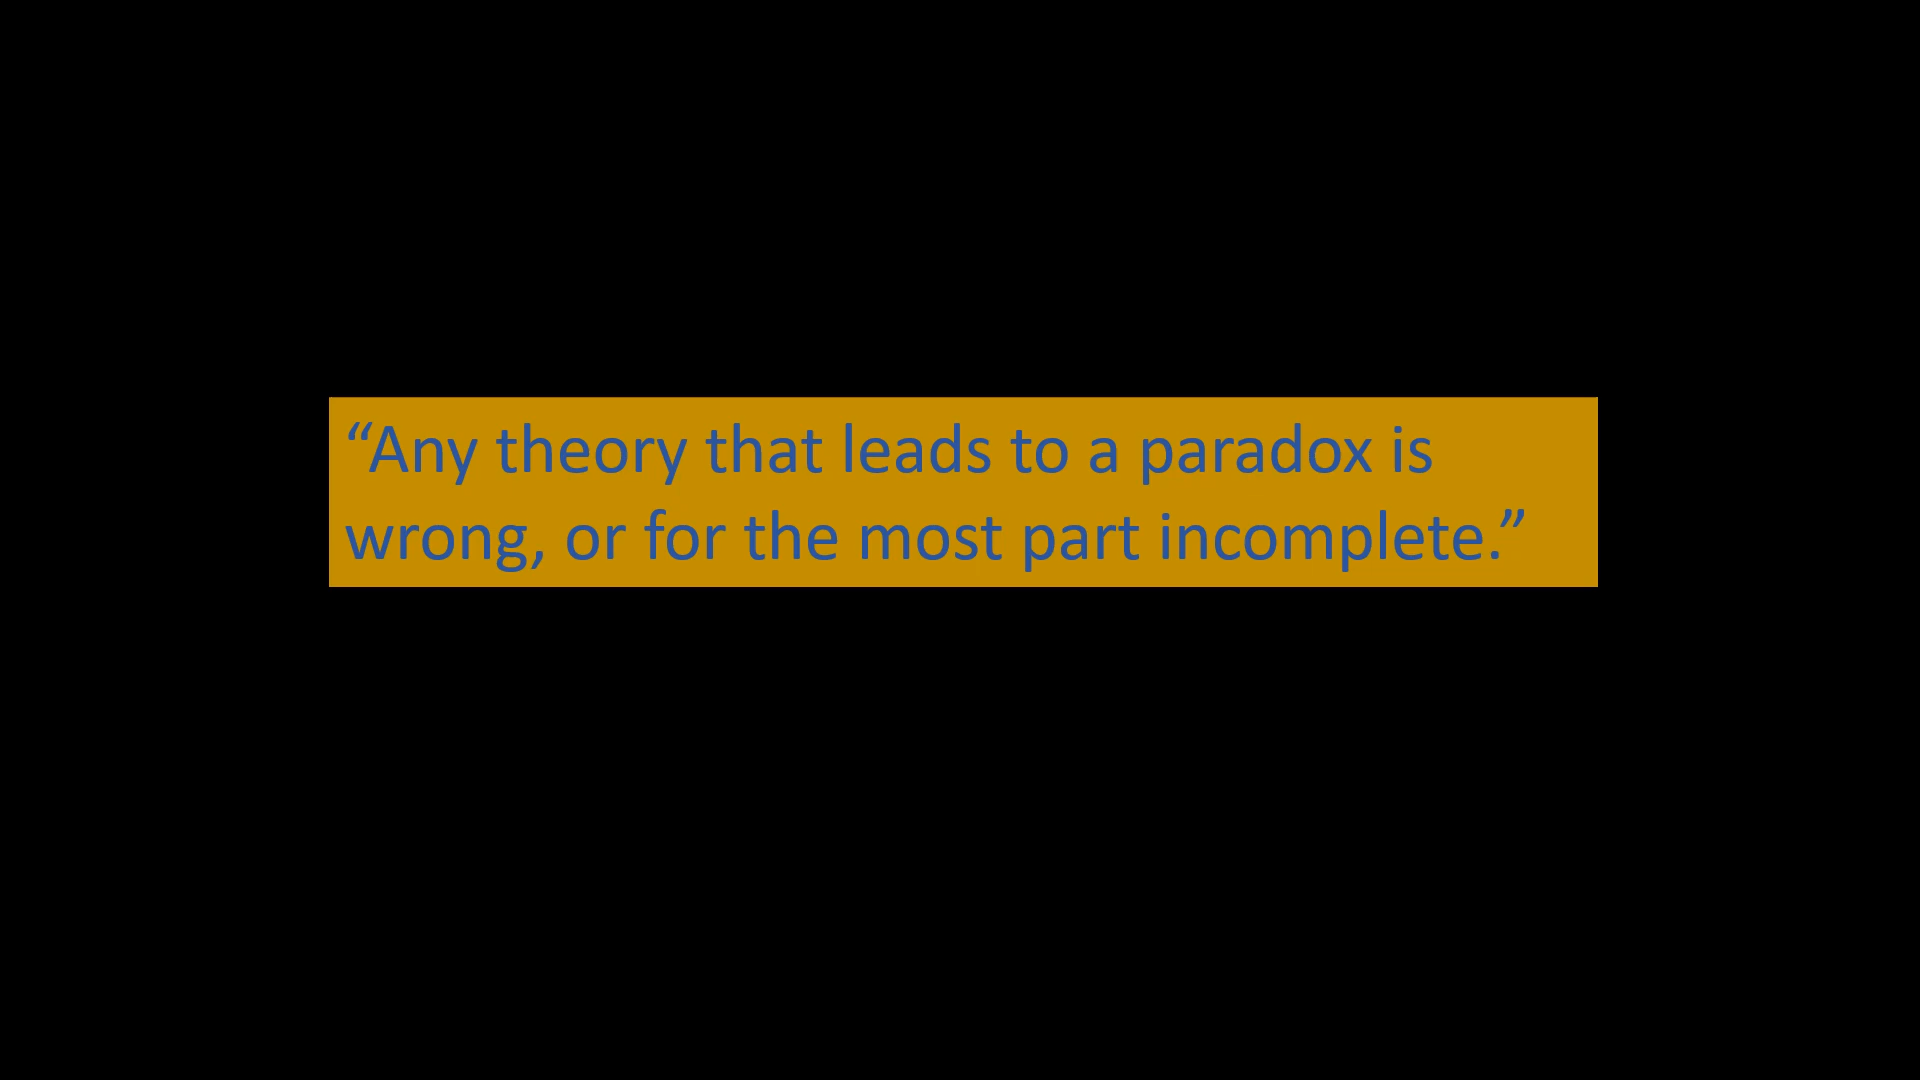 “Any theory that leads to a paradox is
wrong, or for the most part incomplete.”